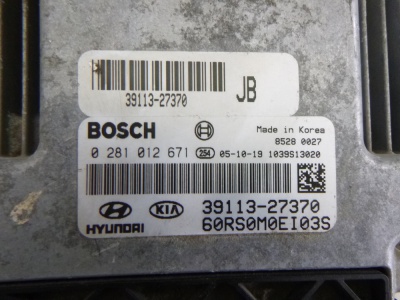 39113-27370 JB
BOSCH Made in Korea
8528 0027
0 281 012 671 254 05-10-19 1039S13020
HYUNDAI KIA 39113-27370
60RS0M0EI03S